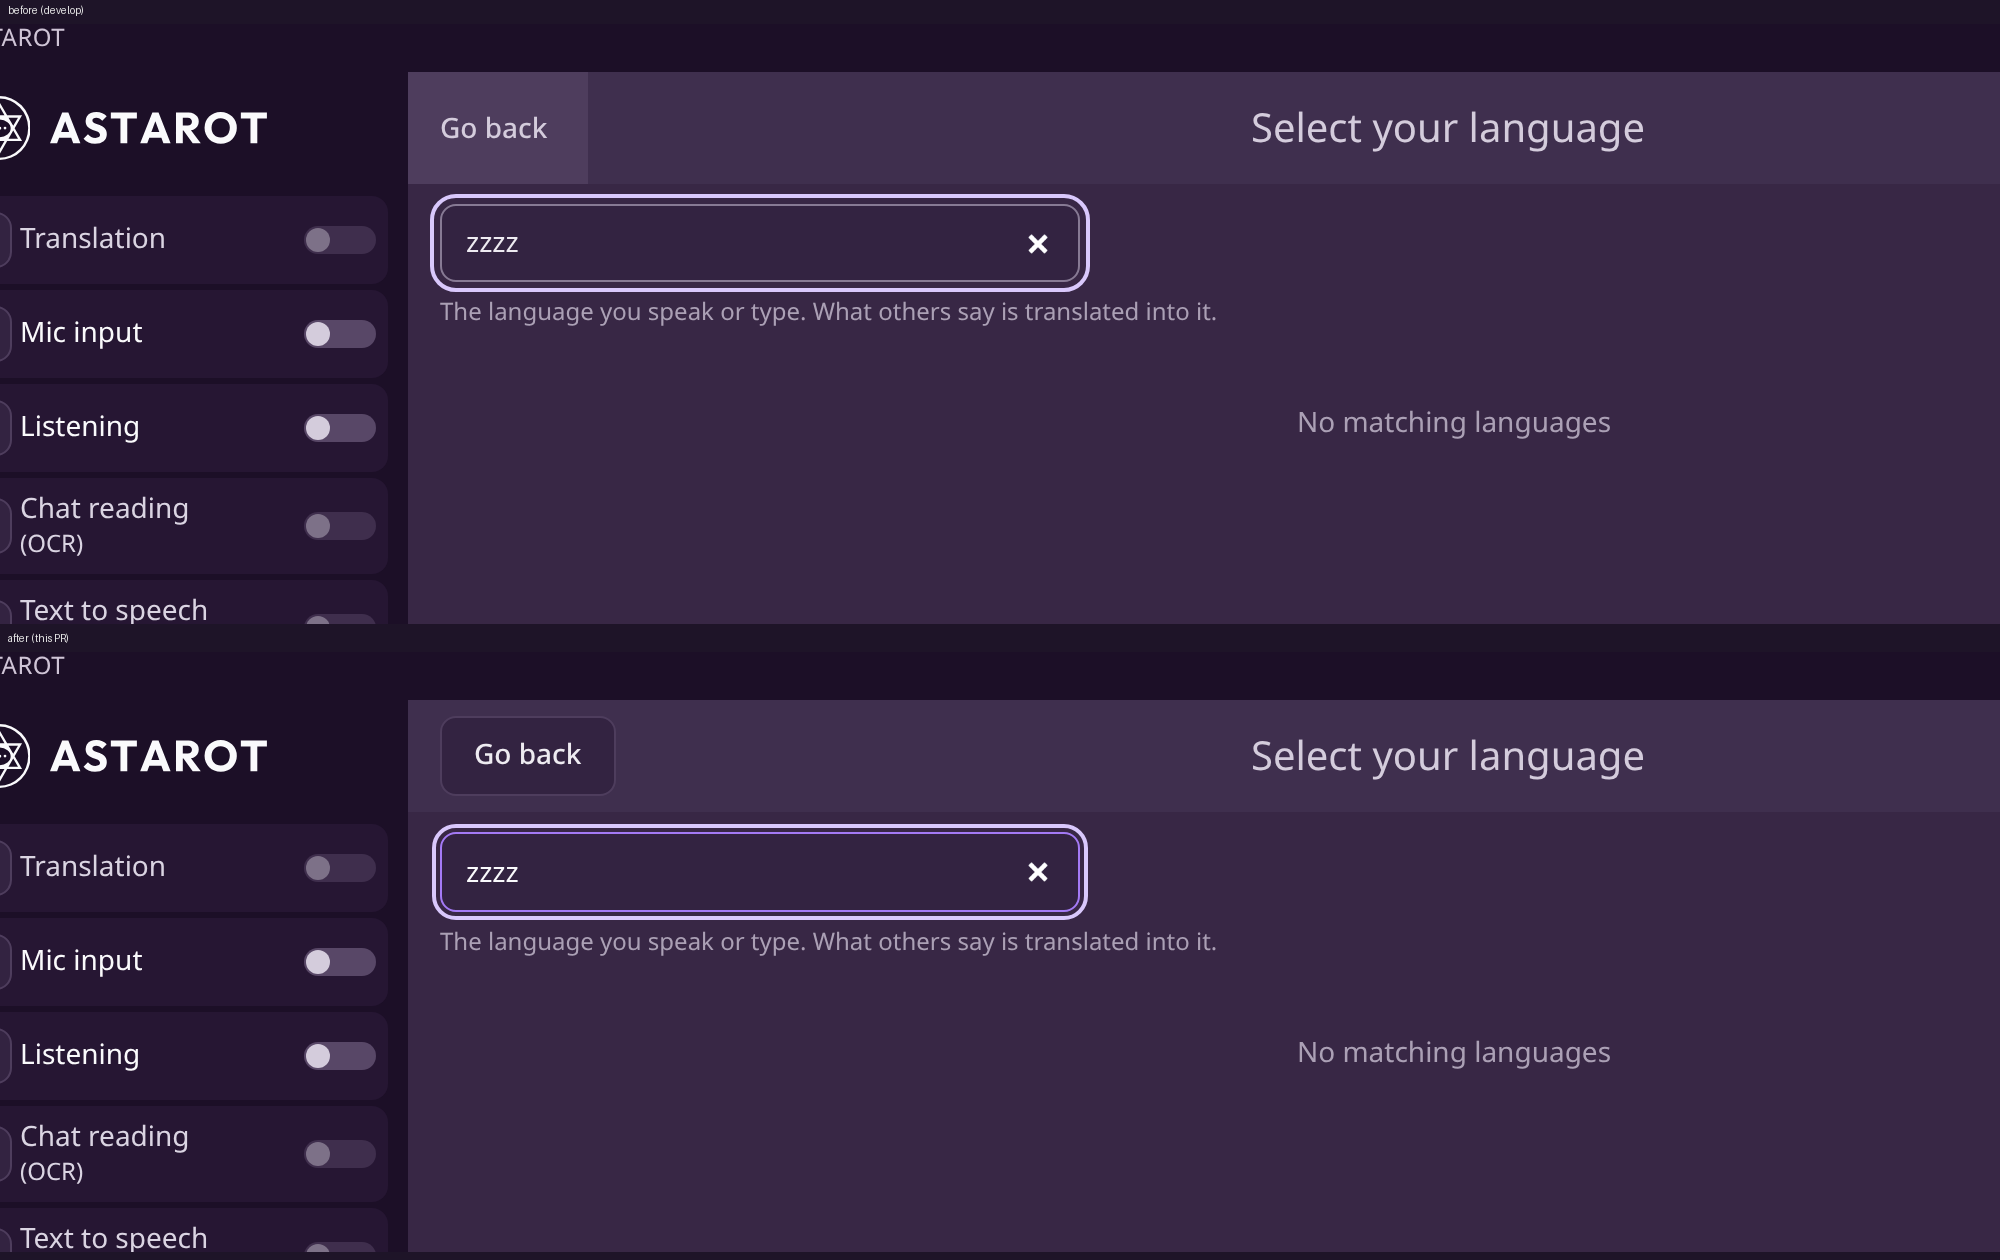 before (develop)
TAROT
ASTAROT
Go back
Select your language
zzzz
The language you speak or type. What others say is translated into it.
No matching languages
Translation
Mic input
Listening
Chat reading
(OCR)
Text to speech
after (this PR)
TAROT
ASTAROT
Go back
Select your language
zzzz
The language you speak or type. What others say is translated into it.
No matching languages
Translation
Mic input
Listening
Chat reading
(OCR)
Text to speech